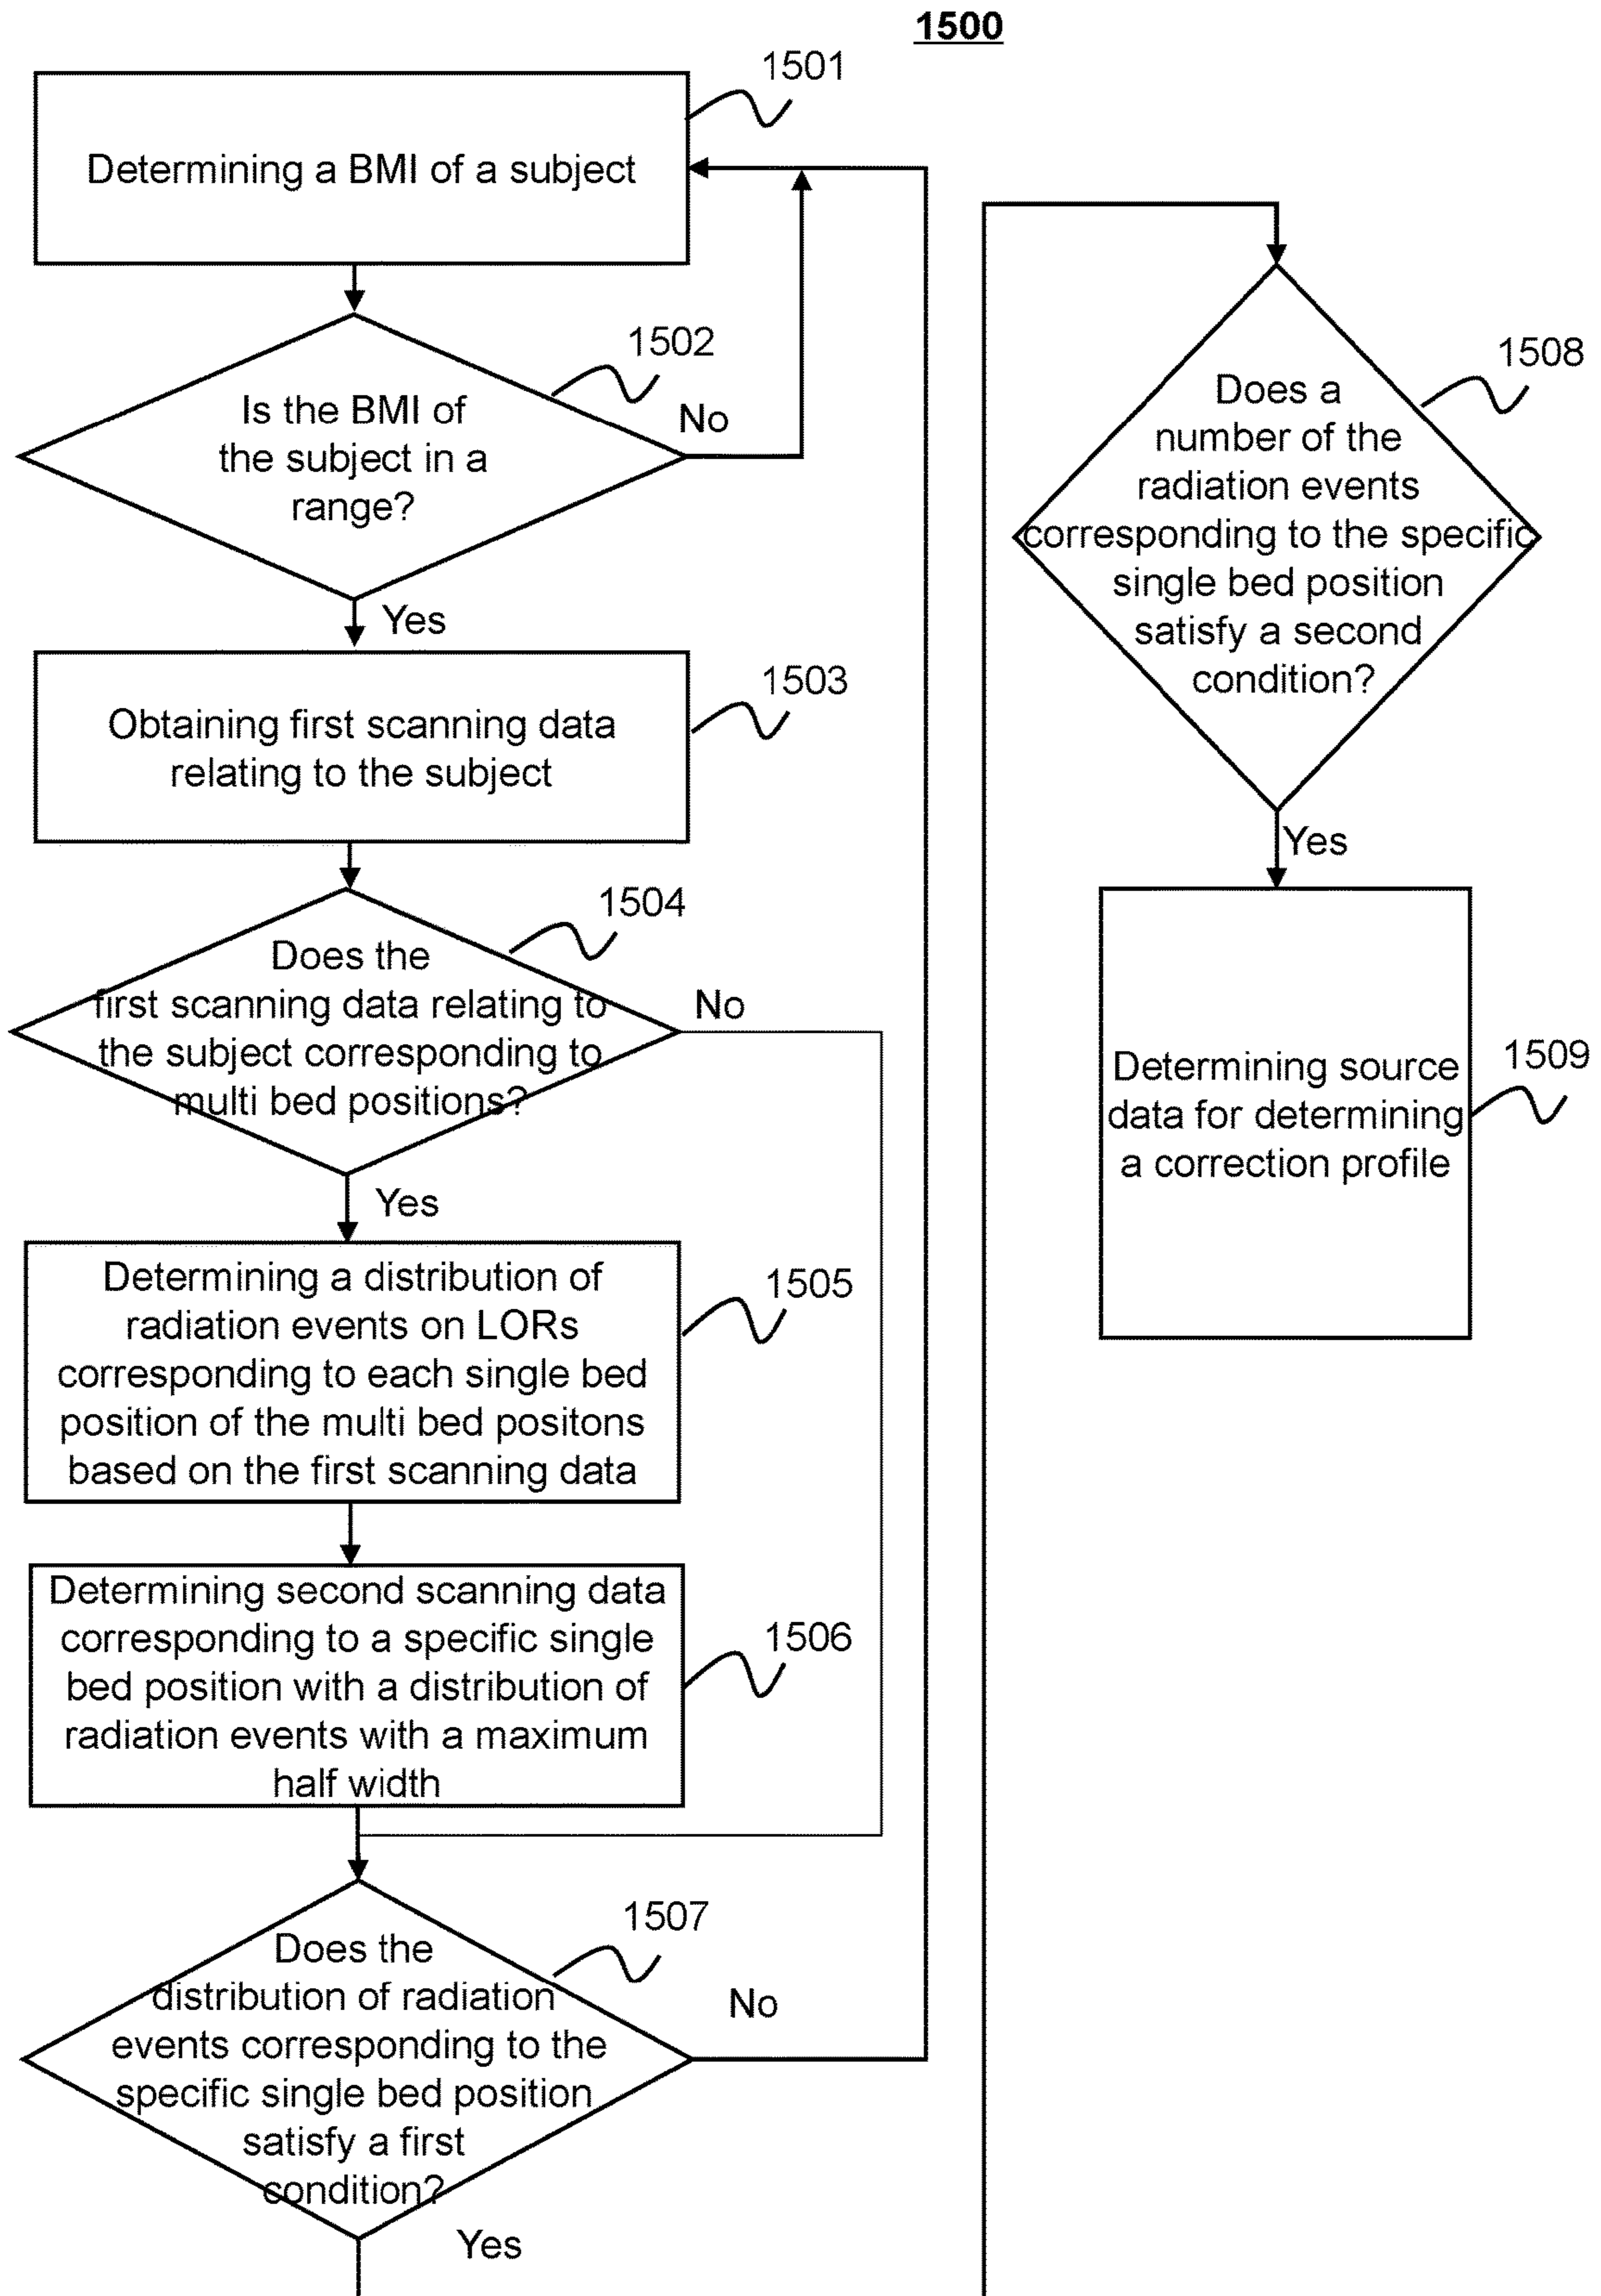 1500
1501
Determining a BMI of a subject
1502
Is the BMI of
the subject in a
range?
No
Yes
1503
Obtaining first scanning data
relating to the subject
1504
Does the
first scanning data relating to
the subject corresponding to
multi bed positions?
No
Yes
1505
Determining a distribution of
radiation events on LORs
corresponding to each single bed
position of the multi bed positons
based on the first scanning data
1506
Determining second scanning data
corresponding to a specific single
bed position with a distribution of
radiation events with a maximum
half width
1507
Does the
distribution of radiation
events corresponding to the
specific single bed position
satisfy a first
condition?
No
Yes
1508
Does a
number of the
radiation events
corresponding to the specific
single bed position
satisfy a second
condition?
Yes
1509
Determining source
data for determining
a correction profile